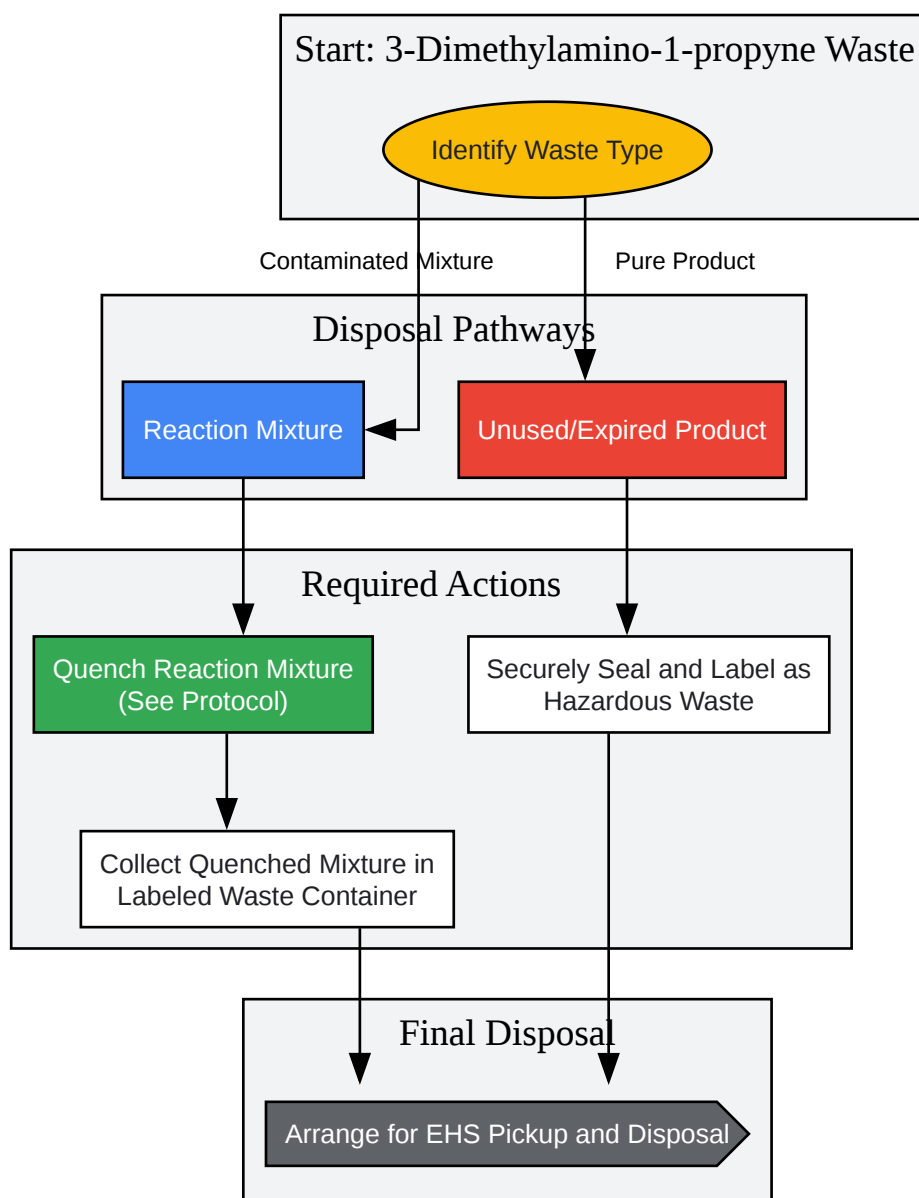 Start: 3-Dimethylamino-1-propyne Waste
Identify Waste Type
Contaminated Mixture
Pure Product
Disposal Pathways
Reaction Mixture
Unused/Expired Product
Required Actions
Quench Reaction Mixture
(See Protocol)
Securely Seal and Label as
Hazardous Waste
Collect Quenched Mixture in
Labeled Waste Container
Final Disposal
Arrange for EHS Pickup and Disposal